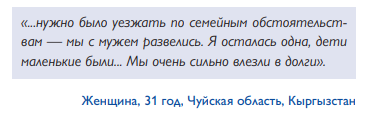 «...нужно было уезжать по семейным обстоятельст-
вам — мы с мужем развелись. Я осталась одна, дети
маленькие были... Мы очень сильно влезли в долги».
Женщина, 31 год, Чуйская область, Кыргызстан